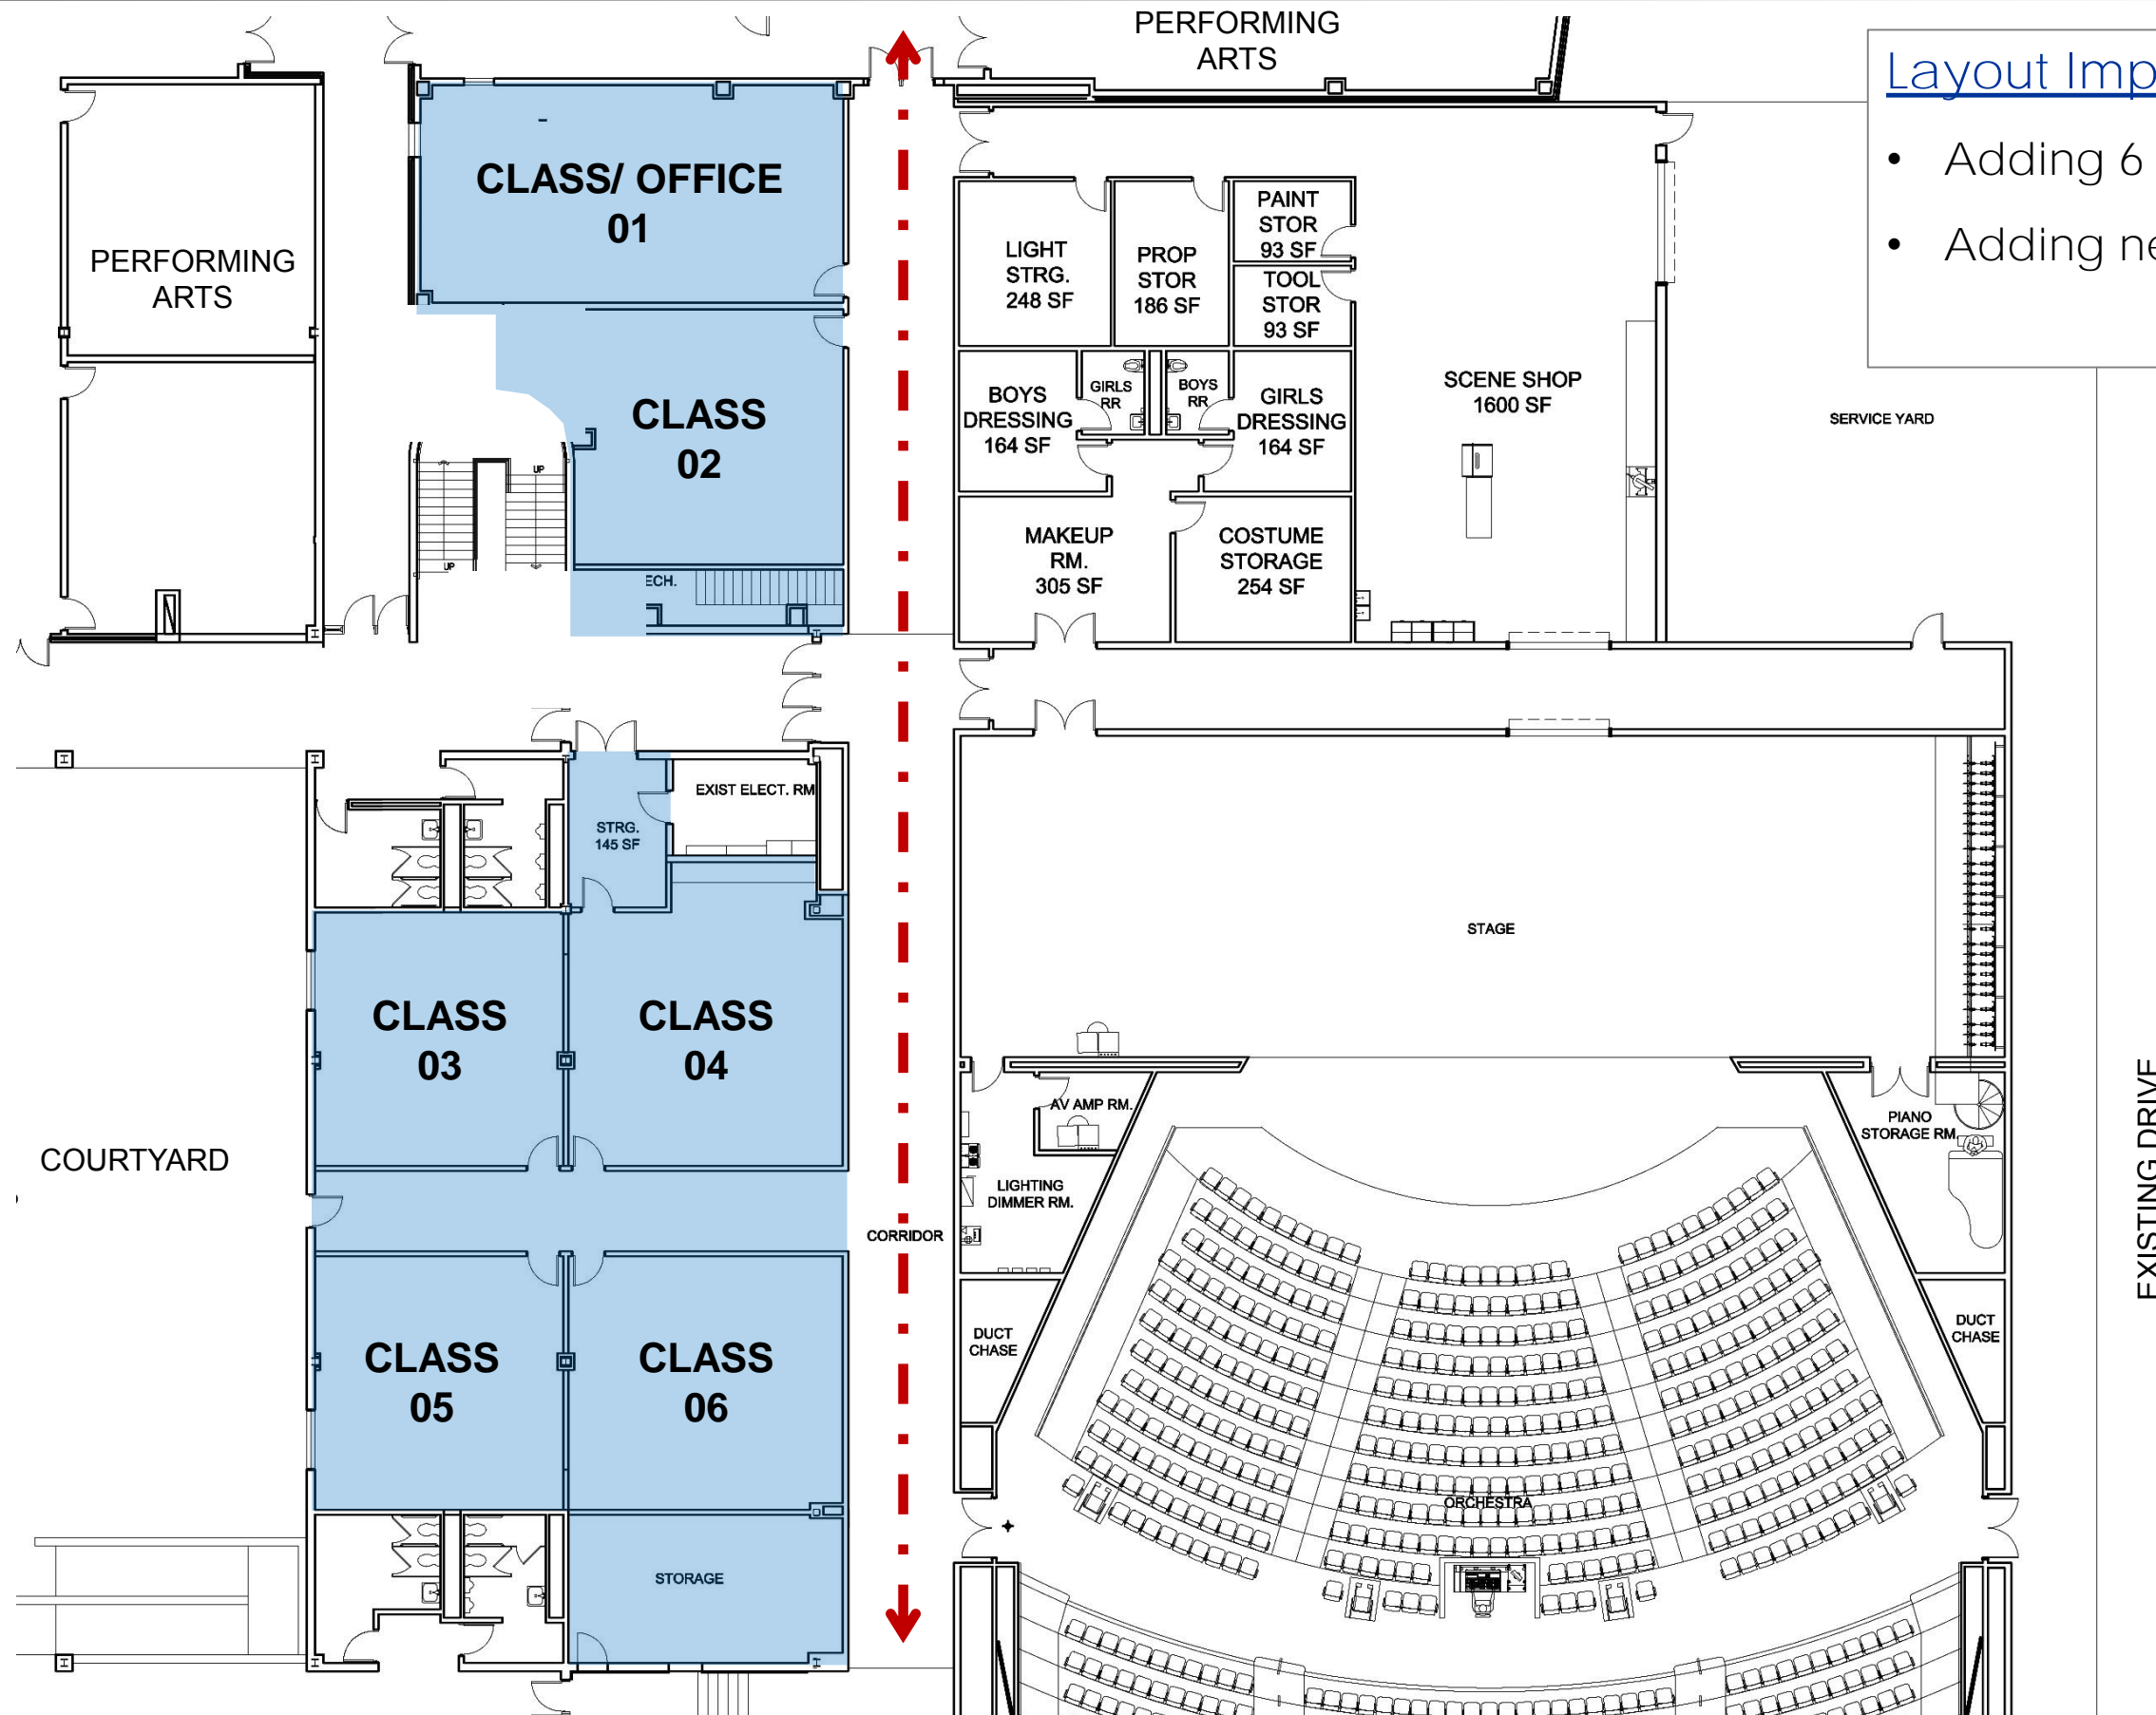 PERFORMING
ARTS
Layout Imp
• Adding 6
• Adding ne
CLASS/ OFFICE
01
PERFORMING
ARTS
LIGHT
STRG.
248 SF
PROP
STOR
186 SF
PAINT
STOR
93 SF
TOOL
STOR
93 SF
CLASS
02
BOYS
DRESSING
164 SF
GIRLS
RR
BOYS
RR
GIRLS
DRESSING
164 SF
SCENE SHOP
1600 SF
SERVICE YARD
UP
UP
ECH.
MAKEUP
RM.
305 SF
COSTUME
STORAGE
254 SF
EXIST ELECT. RM
STRG.
145 SF
STAGE
CLASS
03
CLASS
04
COURTYARD
AV AMP RM.
PIANO
STORAGE RM.
LIGHTING
DIMMER RM.
CORRIDOR
EXISTING DRIVE
DUCT
CHASE
DUCT
CHASE
CLASS
05
CLASS
06
ORCHESTRA
STORAGE